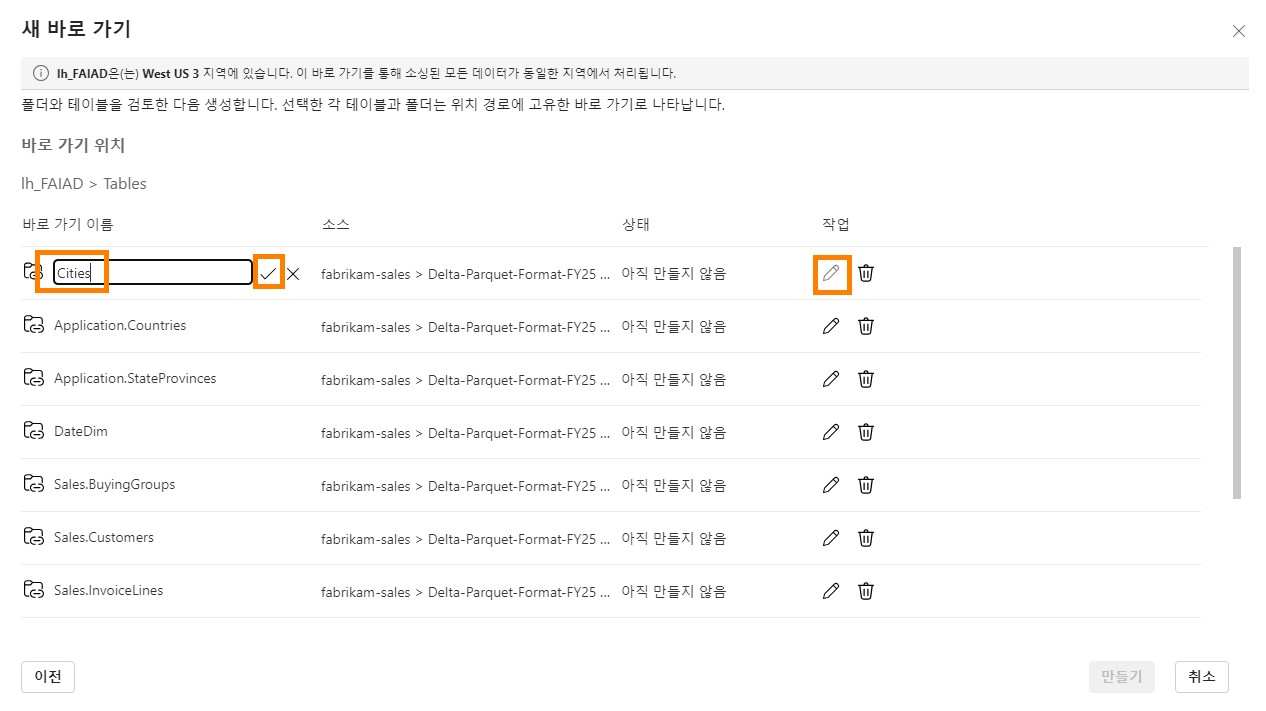 새 바로 가기
lh_FAIAD은(는) West US 3 지역에 있습니다. 이 바로 가기를 통해 소싱된 모든 데이터가 동일한 지역에서 처리됩니다.
폴더와 테이블을 검토한 다음 생성합니다. 선택한 각 테이블과 폴더는 위치 경로에 고유한 바로 가기로 나타납니다.
바로 가기 위치
lh_FAIAD > Tables
바로 가기 이름 소스 상태 작업
Cities fabrikam-sales > Delta-Parquet-Format-FY25 ... 아직 만들지 않음
Application.Countries fabrikam-sales > Delta-Parquet-Format-FY25 ... 아직 만들지 않음
Application.StateProvinces fabrikam-sales > Delta-Parquet-Format-FY25 ... 아직 만들지 않음
DateDim fabrikam-sales > Delta-Parquet-Format-FY25 ... 아직 만들지 않음
Sales.BuyingGroups fabrikam-sales > Delta-Parquet-Format-FY25 ... 아직 만들지 않음
Sales.Customers fabrikam-sales > Delta-Parquet-Format-FY25 ... 아직 만들지 않음
Sales.InvoiceLines fabrikam-sales > Delta-Parquet-Format-FY25 ... 아직 만들지 않음
이전 만들기 취소